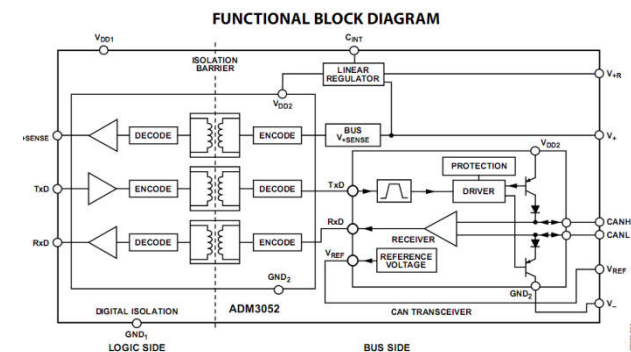 FUNCTIONAL BLOCK DIAGRAM
VDD1
CINT
ISOLATION
BARRIER
LINEAR
REGULATOR
V+R
VDD2
+SENSE
DECODE
ENCODE
BUS
V+SENSE
V+
VDD2
PROTECTION
TxD
ENCODE
DECODE
TxD
DRIVER
RxD
DECODE
ENCODE
RxD
RECEIVER
CANH
CANL
VREF
REFERENCE
VOLTAGE
VREF
GND2
GND2
V–
DIGITAL ISOLATION
ADM3052
CAN TRANSCEIVER
GND1
LOGIC SIDE
BUS SIDE